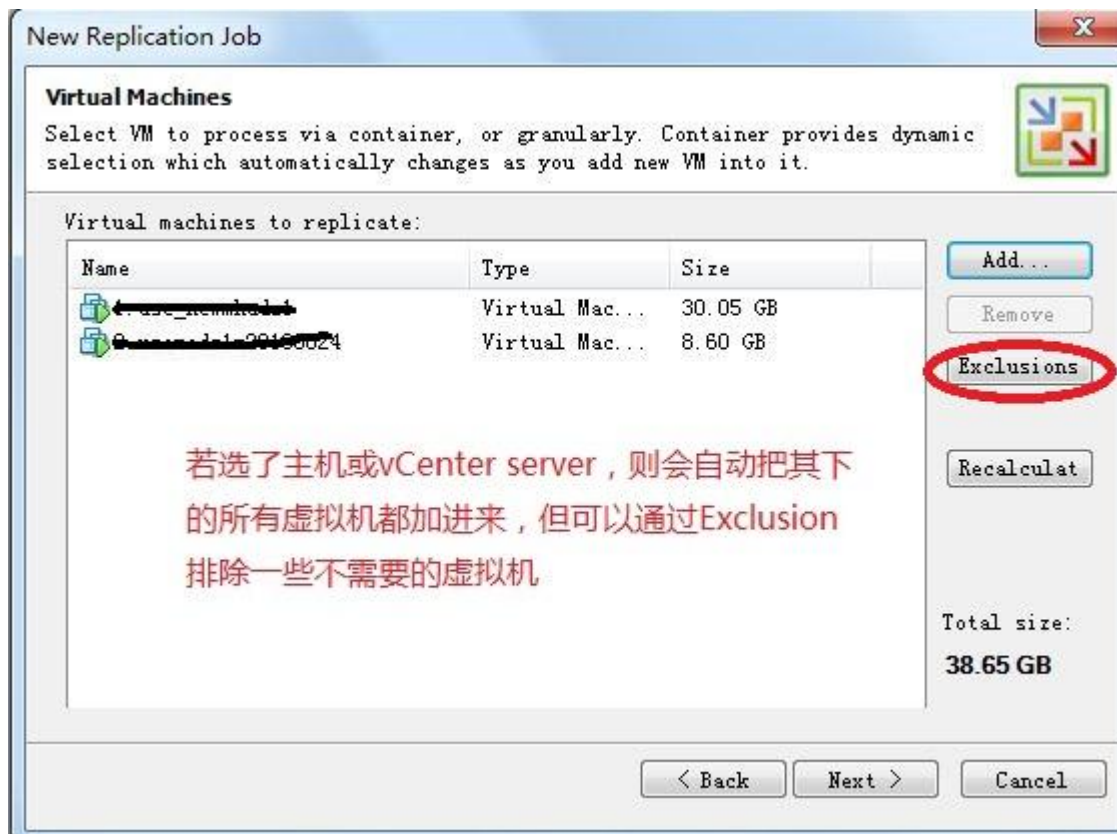 New Replication Job
Virtual Machines
Select VM to process via container, or granularly. Container provides dynamic
selection which automatically changes as you add new VM into it.
Virtual machines to replicate:
Name Type Size
Virtual Mac... 30.05 GB
Virtual Mac... 8.60 GB
Add...
Remove
Exclusions
Recalculat
若选了主机或vCenter server，则会自动把其下
的所有虚拟机都加进来，但可以通过Exclusion
排除一些不需要的虚拟机
Total size:
38.65 GB
< Back Next > Cancel